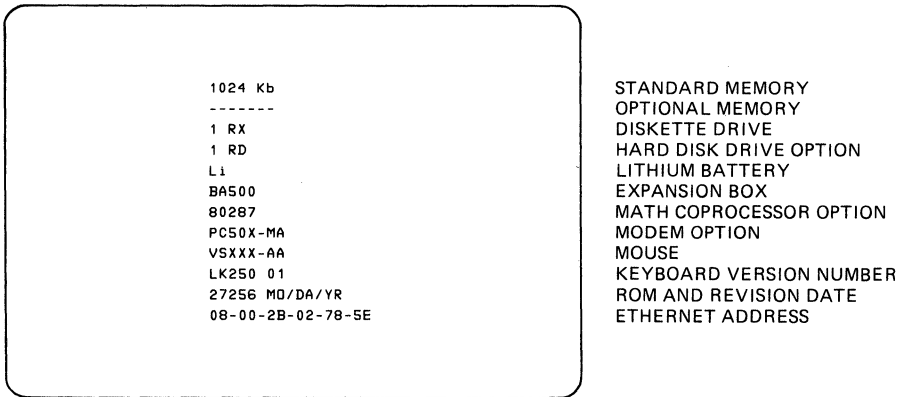 1024 Kb STANDARD MEMORY
------- OPTIONAL MEMORY
1 RX DISKETTE DRIVE
1 RD HARD DISK DRIVE OPTION
Li LITHIUM BATTERY
BA500 EXPANSION BOX
80287 MATH COPROCESSOR OPTION
PC50X-MA MODEM OPTION
VSXXX-AA MOUSE
LK250 01 KEYBOARD VERSION NUMBER
27256 MO/DA/YR ROM AND REVISION DATE
08-00-2B-02-78-5E ETHERNET ADDRESS